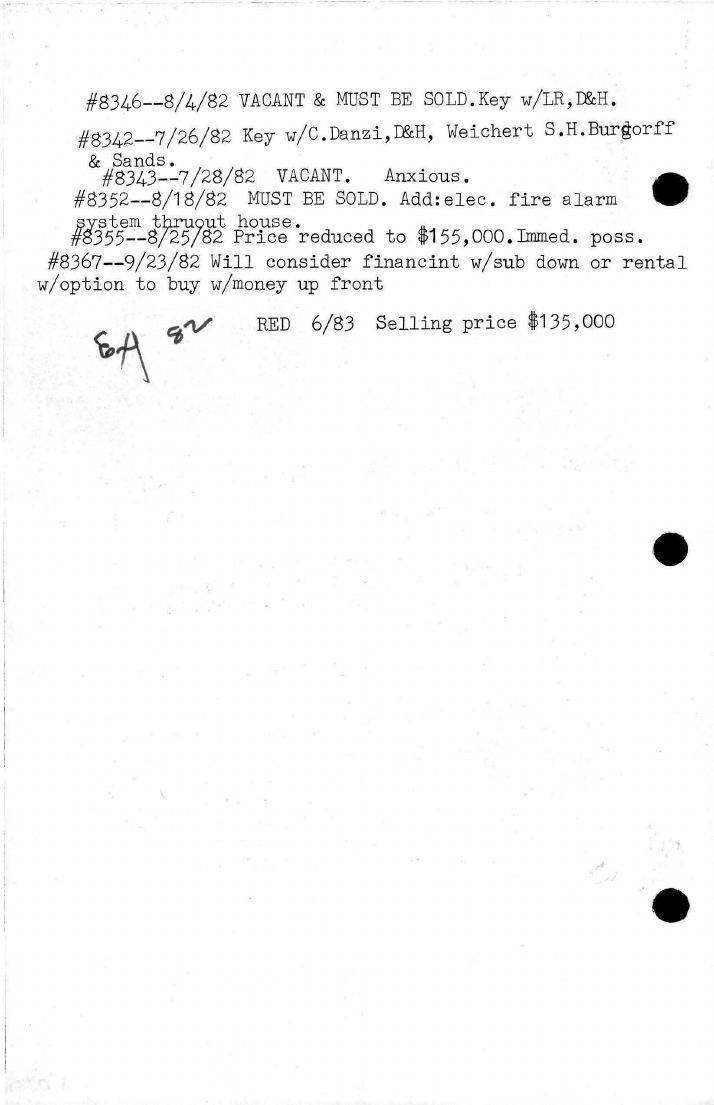 #8346--8/4/82 VACANT & MUST BE SOLD.Key w/LR,D&H.
#8342--7/26/82 Key w/C.Danzi,D&H, Weichert S.H.Burgorff
& Sands.
#8343--7/28/82 VACANT. Anxious.
#8352--8/18/82 MUST BE SOLD. Add:elec. fire alarm
system thruout house.
#8355--8/25/82 Price reduced to $155,000.Immed. poss.
#8367--9/23/82 Will consider financint w/sub down or rental
w/option to buy w/money up front
RED 6/83 Selling price $135,000
82